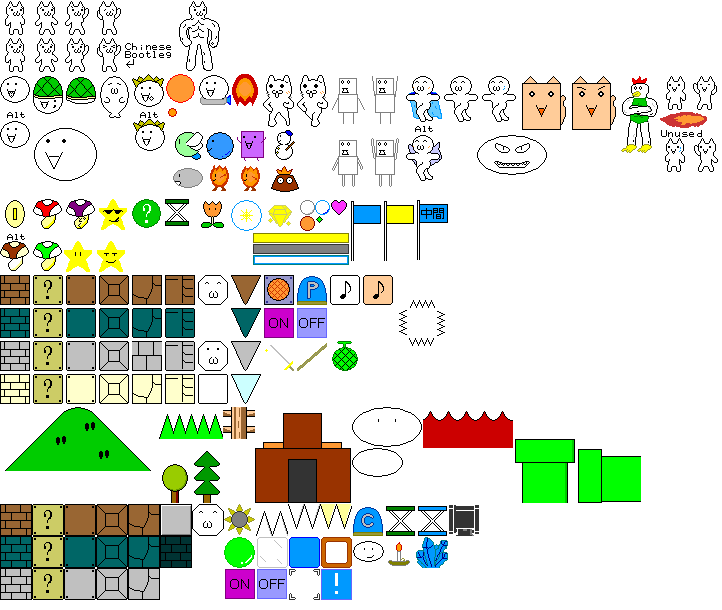 Chinese
Bootleg
Alt
Alt
Alt
Unused
?
Alt
中間
?
P
ON
OFF
?
?
?
?
C
?
ON
OFF
!
?